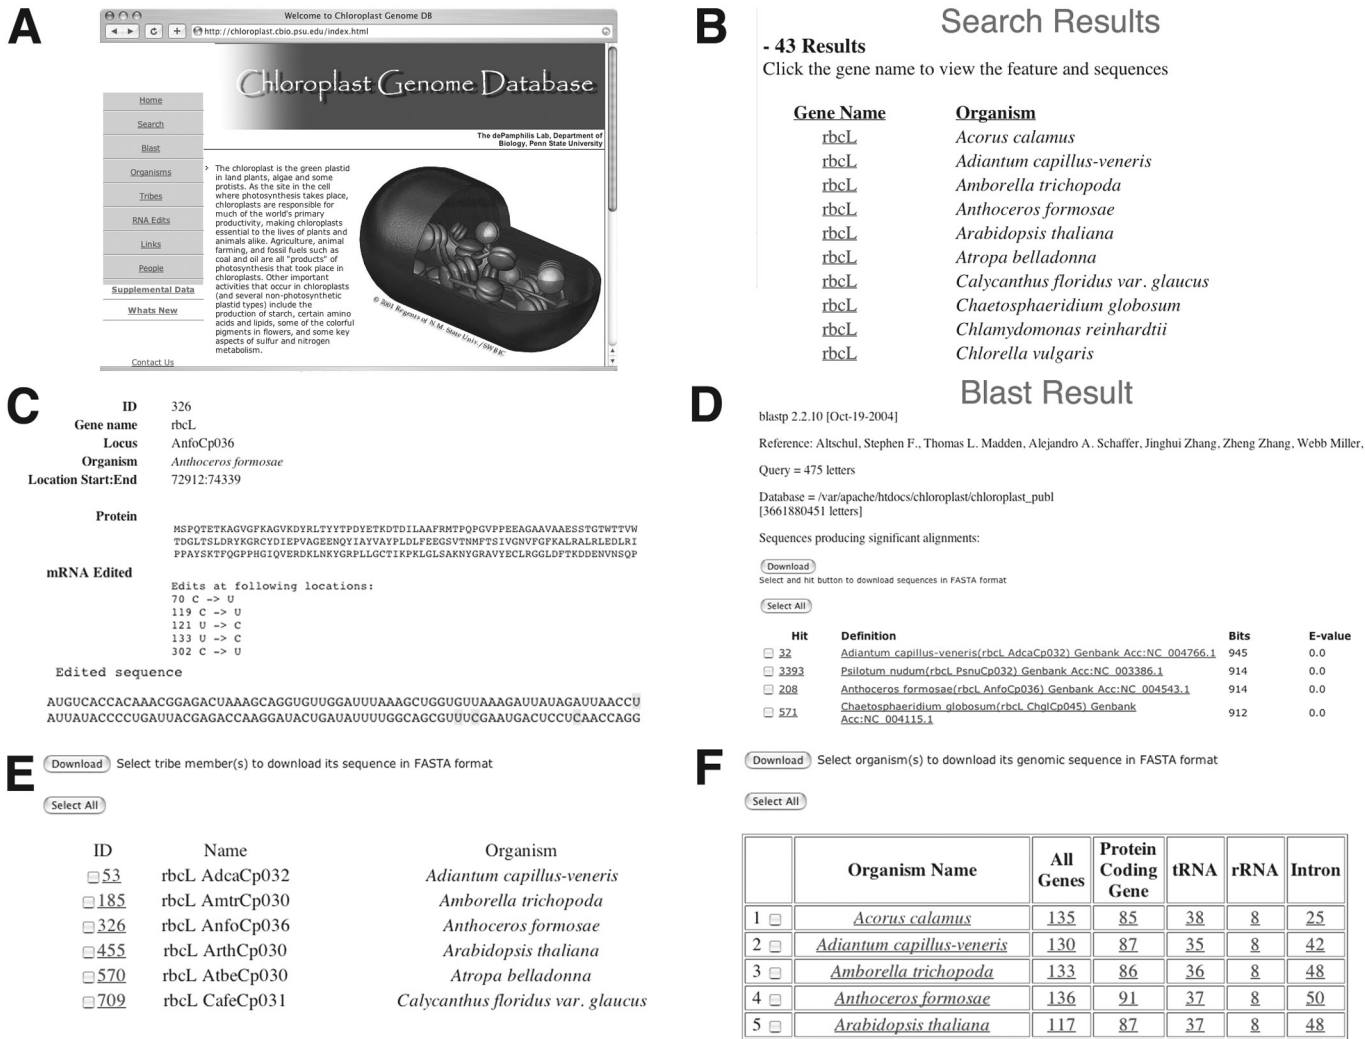 A
Welcome to Chloroplast Genome DB
http://chloroplast.cbio.psu.edu/index.html
Chloroplast Genome Database
The dePamphilis Lab, Department of
Biology, Penn State University
Home
Search
Blast
Organisms
Tribes
RNA Edits
Links
People
Supplemental Data
Whats New
Contact Us
The chloroplast is the green plastid
in land plants, algae and some
protists. As the site in the cell
where photosynthesis takes place,
chloroplasts are responsible for
much of the world's primary
productivity, making chloroplasts
essential to the lives of plants and
animals alike. Agriculture, animal
farming, and fossil fuels such as
coal and oil are all "products" of
photosynthesis that took place in
chloroplasts. Other important
activities that occur in chloroplasts
(and several non-photosynthetic
plastid types) include the
production of starch, certain amino
acids and lipids, some of the colorful
pigments in flowers, and some key
aspects of sulfur and nitrogen
metabolism.
© 2001 Regents of N.M. State Univ./SWBIC
B
Search Results
- 43 Results
Click the gene name to view the feature and sequences
Gene Name Organism
rbcL Acorus calamus
rbcL Adiantum capillus-veneris
rbcL Amborella trichopoda
rbcL Anthoceros formosae
rbcL Arabidopsis thaliana
rbcL Atropa belladonna
rbcL Calycanthus floridus var. glaucus
rbcL Chaetosphaeridium globosum
rbcL Chlamydomonas reinhardtii
rbcL Chlorella vulgaris
C
ID 326
Gene name rbcL
Locus AnfoCp036
Organism Anthoceros formosae
Location Start:End 72912:74339
Protein
MSPQTETKAGVGFKAGVKDYRLTYYTPDYETKDTDILAAFRMTPQPGVPPEEAGAAVAAESSTGTWTTVW
TDGLTSLDRYKGRCYDIEPVAGEENQYIAYVAYPLDLFEEGSVTNMFTSIVGNVFGFKALRALRLEDLRI
PPAYSKTFQGPPHGIQVERDKLNKYGRPLLGCTIKPKLGLSAKNYGRAVYECLRGGLDFTKDDENVNSQP
mRNA Edited
Edits at following locations:
70 C -> U
119 C -> U
121 U -> C
133 U -> C
302 C -> U
Edited sequence
AUGUCACCACAAACGGAGACUAAAGCAGGUGUUGGAUUUAAAGCUGGUGUUAAAGAUUAUAGAUUAACCU
AUUAUACCCCUGAUUACGAGACCAAGGAUACUGAUAUUUUGGCAGCGUUUCGAAUGACUCCUCAACCAGG
D
Blast Result
blastp 2.2.10 [Oct-19-2004]
Reference: Altschul, Stephen F., Thomas L. Madden, Alejandro A. Schaffer, Jinghui Zhang, Zheng Zhang, Webb Miller,
Query = 475 letters
Database = /var/apache/htdocs/chloroplast/chloroplast_publ
[3661880451 letters]
Sequences producing significant alignments:
Download
Select and hit button to download sequences in FASTA format
Select All
Hit Definition Bits E-value
32 Adiantum capillus-veneris(rbcL AdcaCp032) Genbank Acc:NC_004766.1 945 0.0
3393 Psilotum nudum(rbcL PsnuCp032) Genbank Acc:NC_003386.1 914 0.0
208 Anthoceros formosae(rbcL AnfoCp036) Genbank Acc:NC_004543.1 914 0.0
571 Chaetosphaeridium globosum(rbcL ChglCp045) Genbank
Acc:NC_004115.1 912 0.0
E
Download Select tribe member(s) to download its sequence in FASTA format
Select All
ID Name Organism
53 rbcL AdcaCp032 Adiantum capillus-veneris
185 rbcL AmtrCp030 Amborella trichopoda
326 rbcL AnfoCp036 Anthoceros formosae
455 rbcL ArthCp030 Arabidopsis thaliana
570 rbcL AtbeCp030 Atropa belladonna
709 rbcL CafeCp031 Calycanthus floridus var. glaucus
F
Download Select organism(s) to download its genomic sequence in FASTA format
Select All
Organism Name All Genes Protein Coding Gene tRNA rRNA Intron
1 Acorus calamus 135 85 38 8 25
2 Adiantum capillus-veneris 130 87 35 8 42
3 Amborella trichopoda 133 86 36 8 48
4 Anthoceros formosae 136 91 37 8 50
5 Arabidopsis thaliana 117 87 37 8 48